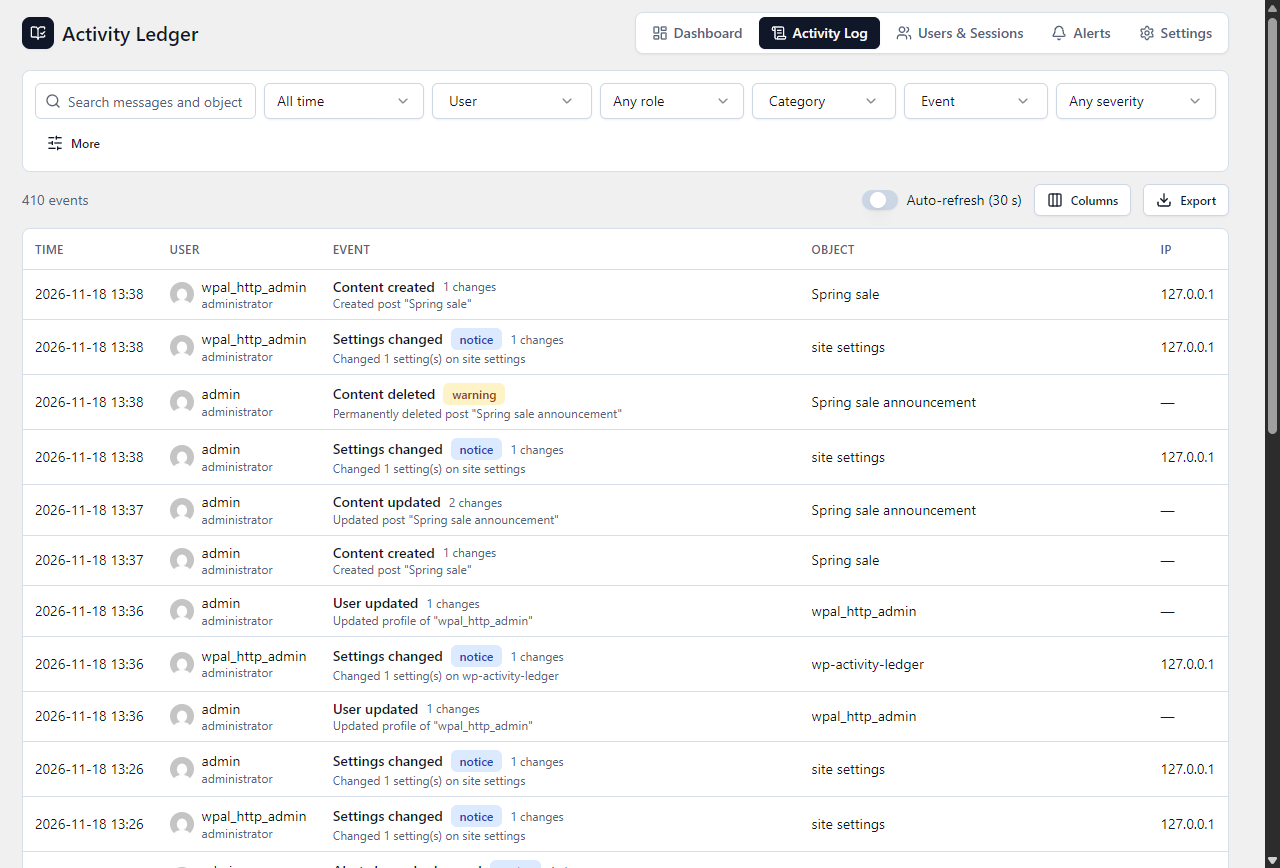 Activity Ledger
Dashboard
Activity Log
Users & Sessions
Alerts
Settings
Search messages and object
All time
User
Any role
Category
Event
Any severity
More
410 events
Auto-refresh (30 s)
Columns
Export
TIME USER EVENT OBJECT IP
2026-11-18 13:38 wpal_http_admin Content created 1 changes Spring sale 127.0.0.1
administrator Created post "Spring sale"
2026-11-18 13:38 wpal_http_admin Settings changed notice 1 changes site settings 127.0.0.1
administrator Changed 1 setting(s) on site settings
2026-11-18 13:38 admin Content deleted warning Spring sale announcement —
administrator Permanently deleted post "Spring sale announcement"
2026-11-18 13:38 admin Settings changed notice 1 changes site settings 127.0.0.1
administrator Changed 1 setting(s) on site settings
2026-11-18 13:37 admin Content updated 2 changes Spring sale announcement —
administrator Updated post "Spring sale announcement"
2026-11-18 13:37 admin Content created 1 changes Spring sale —
administrator Created post "Spring sale"
2026-11-18 13:36 admin User updated 1 changes wpal_http_admin —
administrator Updated profile of "wpal_http_admin"
2026-11-18 13:36 wpal_http_admin Settings changed notice 1 changes wp-activity-ledger 127.0.0.1
administrator Changed 1 setting(s) on wp-activity-ledger
2026-11-18 13:36 admin User updated 1 changes wpal_http_admin —
administrator Updated profile of "wpal_http_admin"
2026-11-18 13:26 admin Settings changed notice 1 changes site settings 127.0.0.1
administrator Changed 1 setting(s) on site settings
2026-11-18 13:26 wpal_http_admin Settings changed notice 1 changes site settings 127.0.0.1
administrator Changed 1 setting(s) on site settings